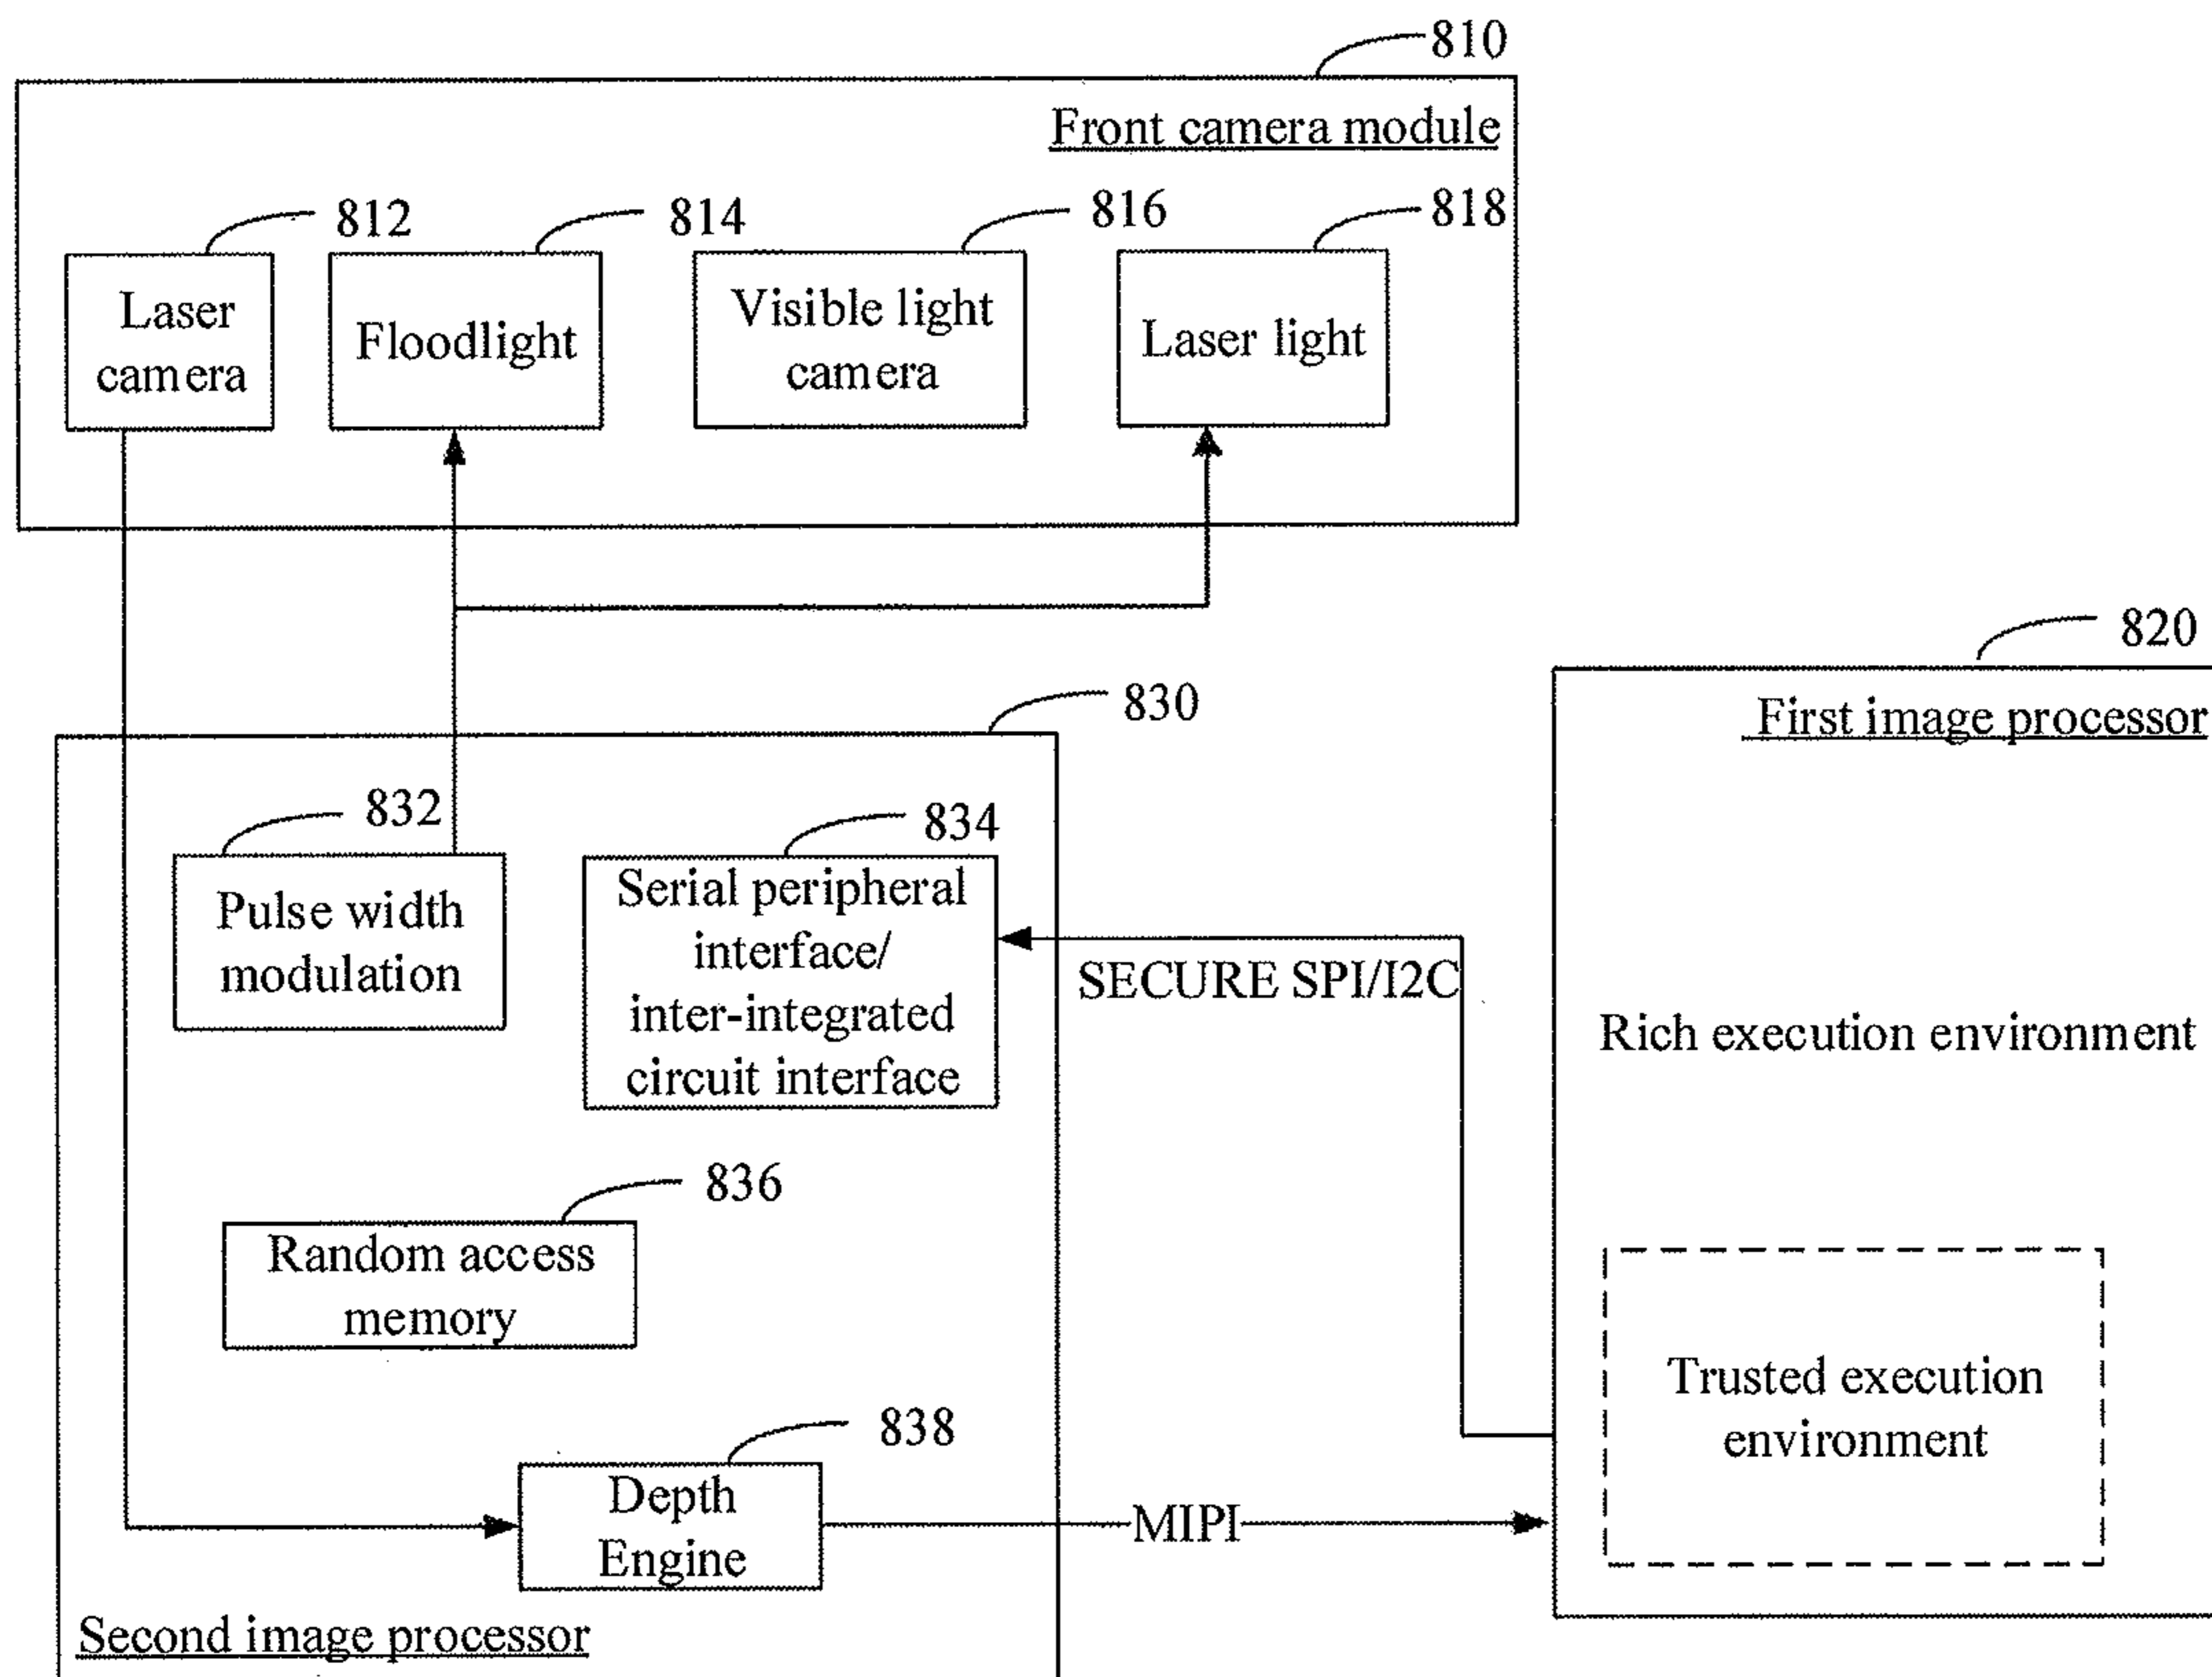 810
Front camera module
812
814
816
818
Laser
camera
Floodlight
Visible light
camera
Laser light
820
First image processor
830
832
834
Pulse width
modulation
Serial peripheral
interface/
inter-integrated
circuit interface
SECURE SPI/I2C
Rich execution environment
836
Random access
memory
Trusted execution
environment
838
Depth
Engine
MIPI
Second image processor